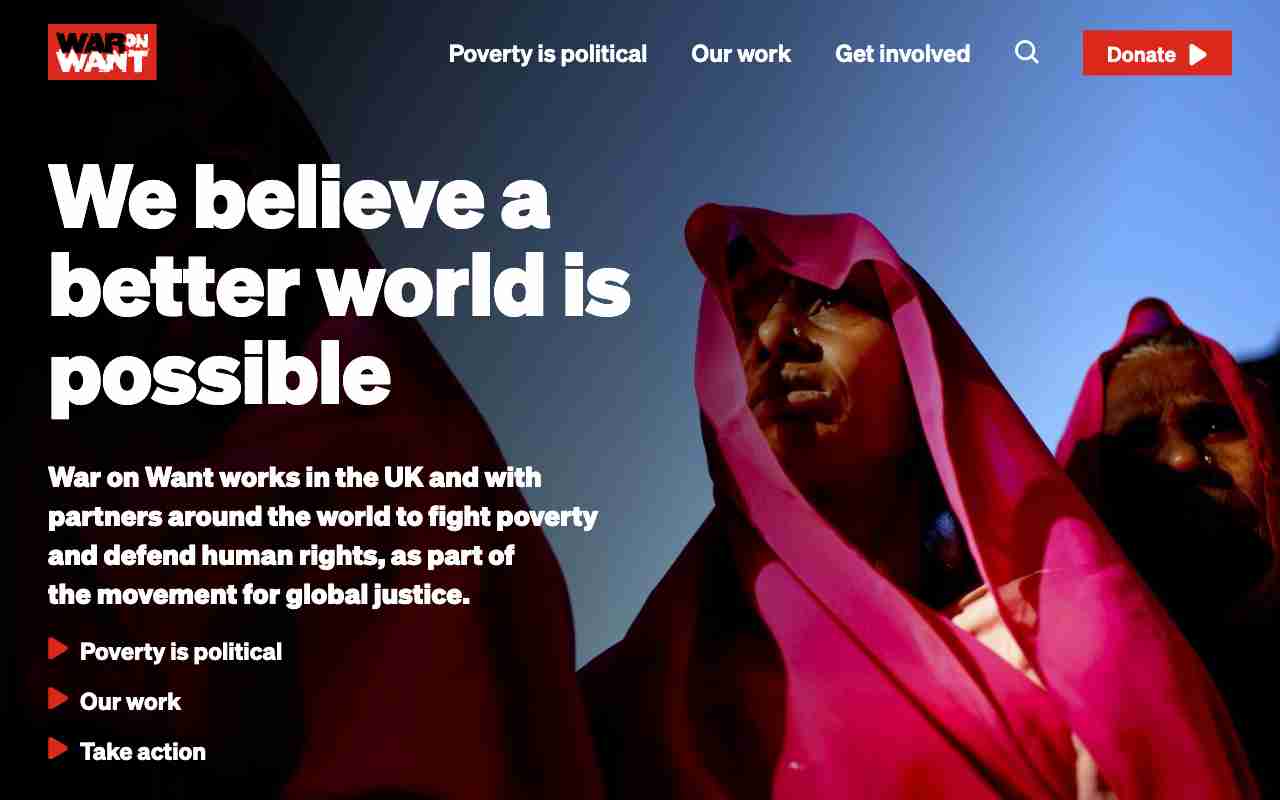 WAR ON
WANT
Poverty is political
Our work
Get involved
Donate
We believe a
better world is
possible
War on Want works in the UK and with
partners around the world to fight poverty
and defend human rights, as part of
the movement for global justice.
Poverty is political
Our work
Take action